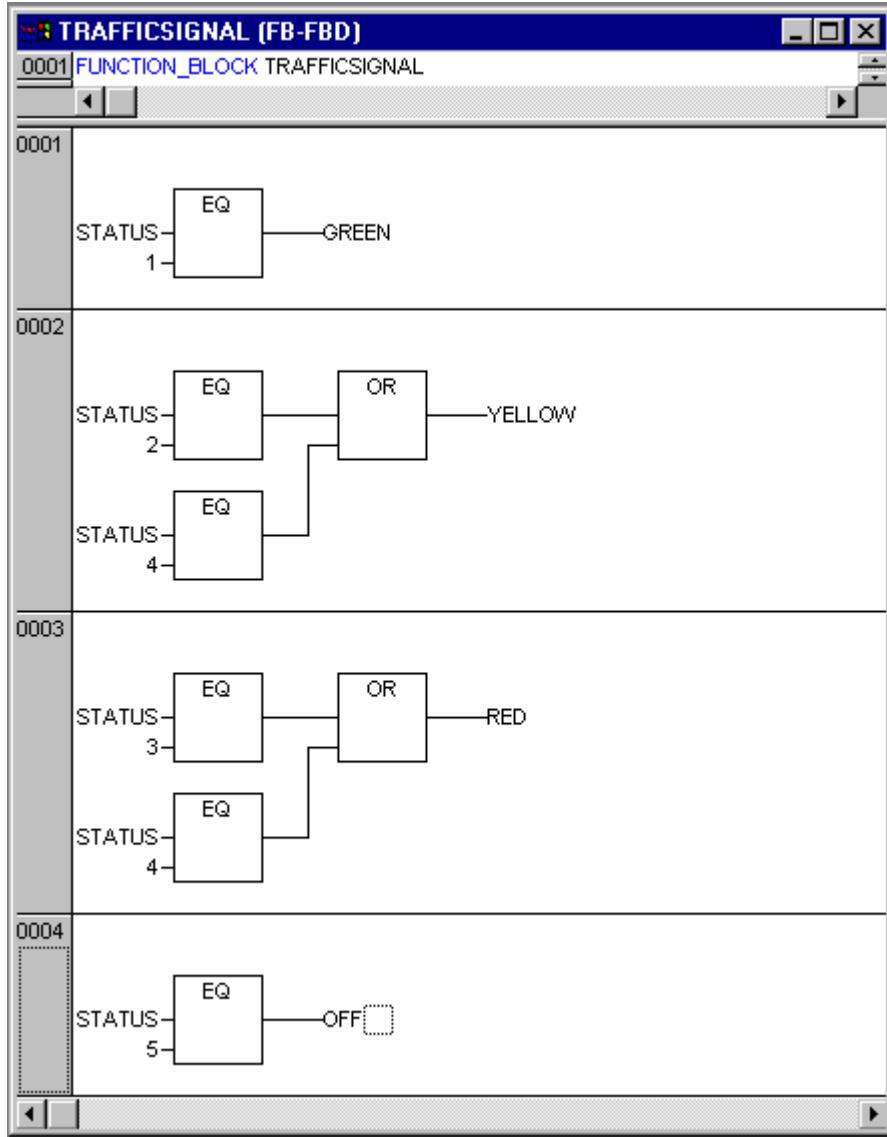 TRAFFICSIGNAL (FB-FBD)
0001 FUNCTION_BLOCK TRAFFICSIGNAL
0001
EQ
STATUS
GREEN
1
0002
EQ
OR
STATUS
YELLOW
2
EQ
STATUS
4
0003
EQ
OR
STATUS
RED
3
EQ
STATUS
4
0004
EQ
STATUS
OFF
5